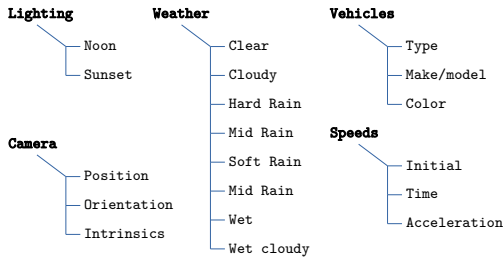 Lighting
Noon
Sunset
Camera
Position
Orientation
Intrinsics
Weather
Clear
Cloudy
Hard Rain
Mid Rain
Soft Rain
Mid Rain
Wet
Wet cloudy
Vehicles
Type
Make/model
Color
Speeds
Initial
Time
Acceleration